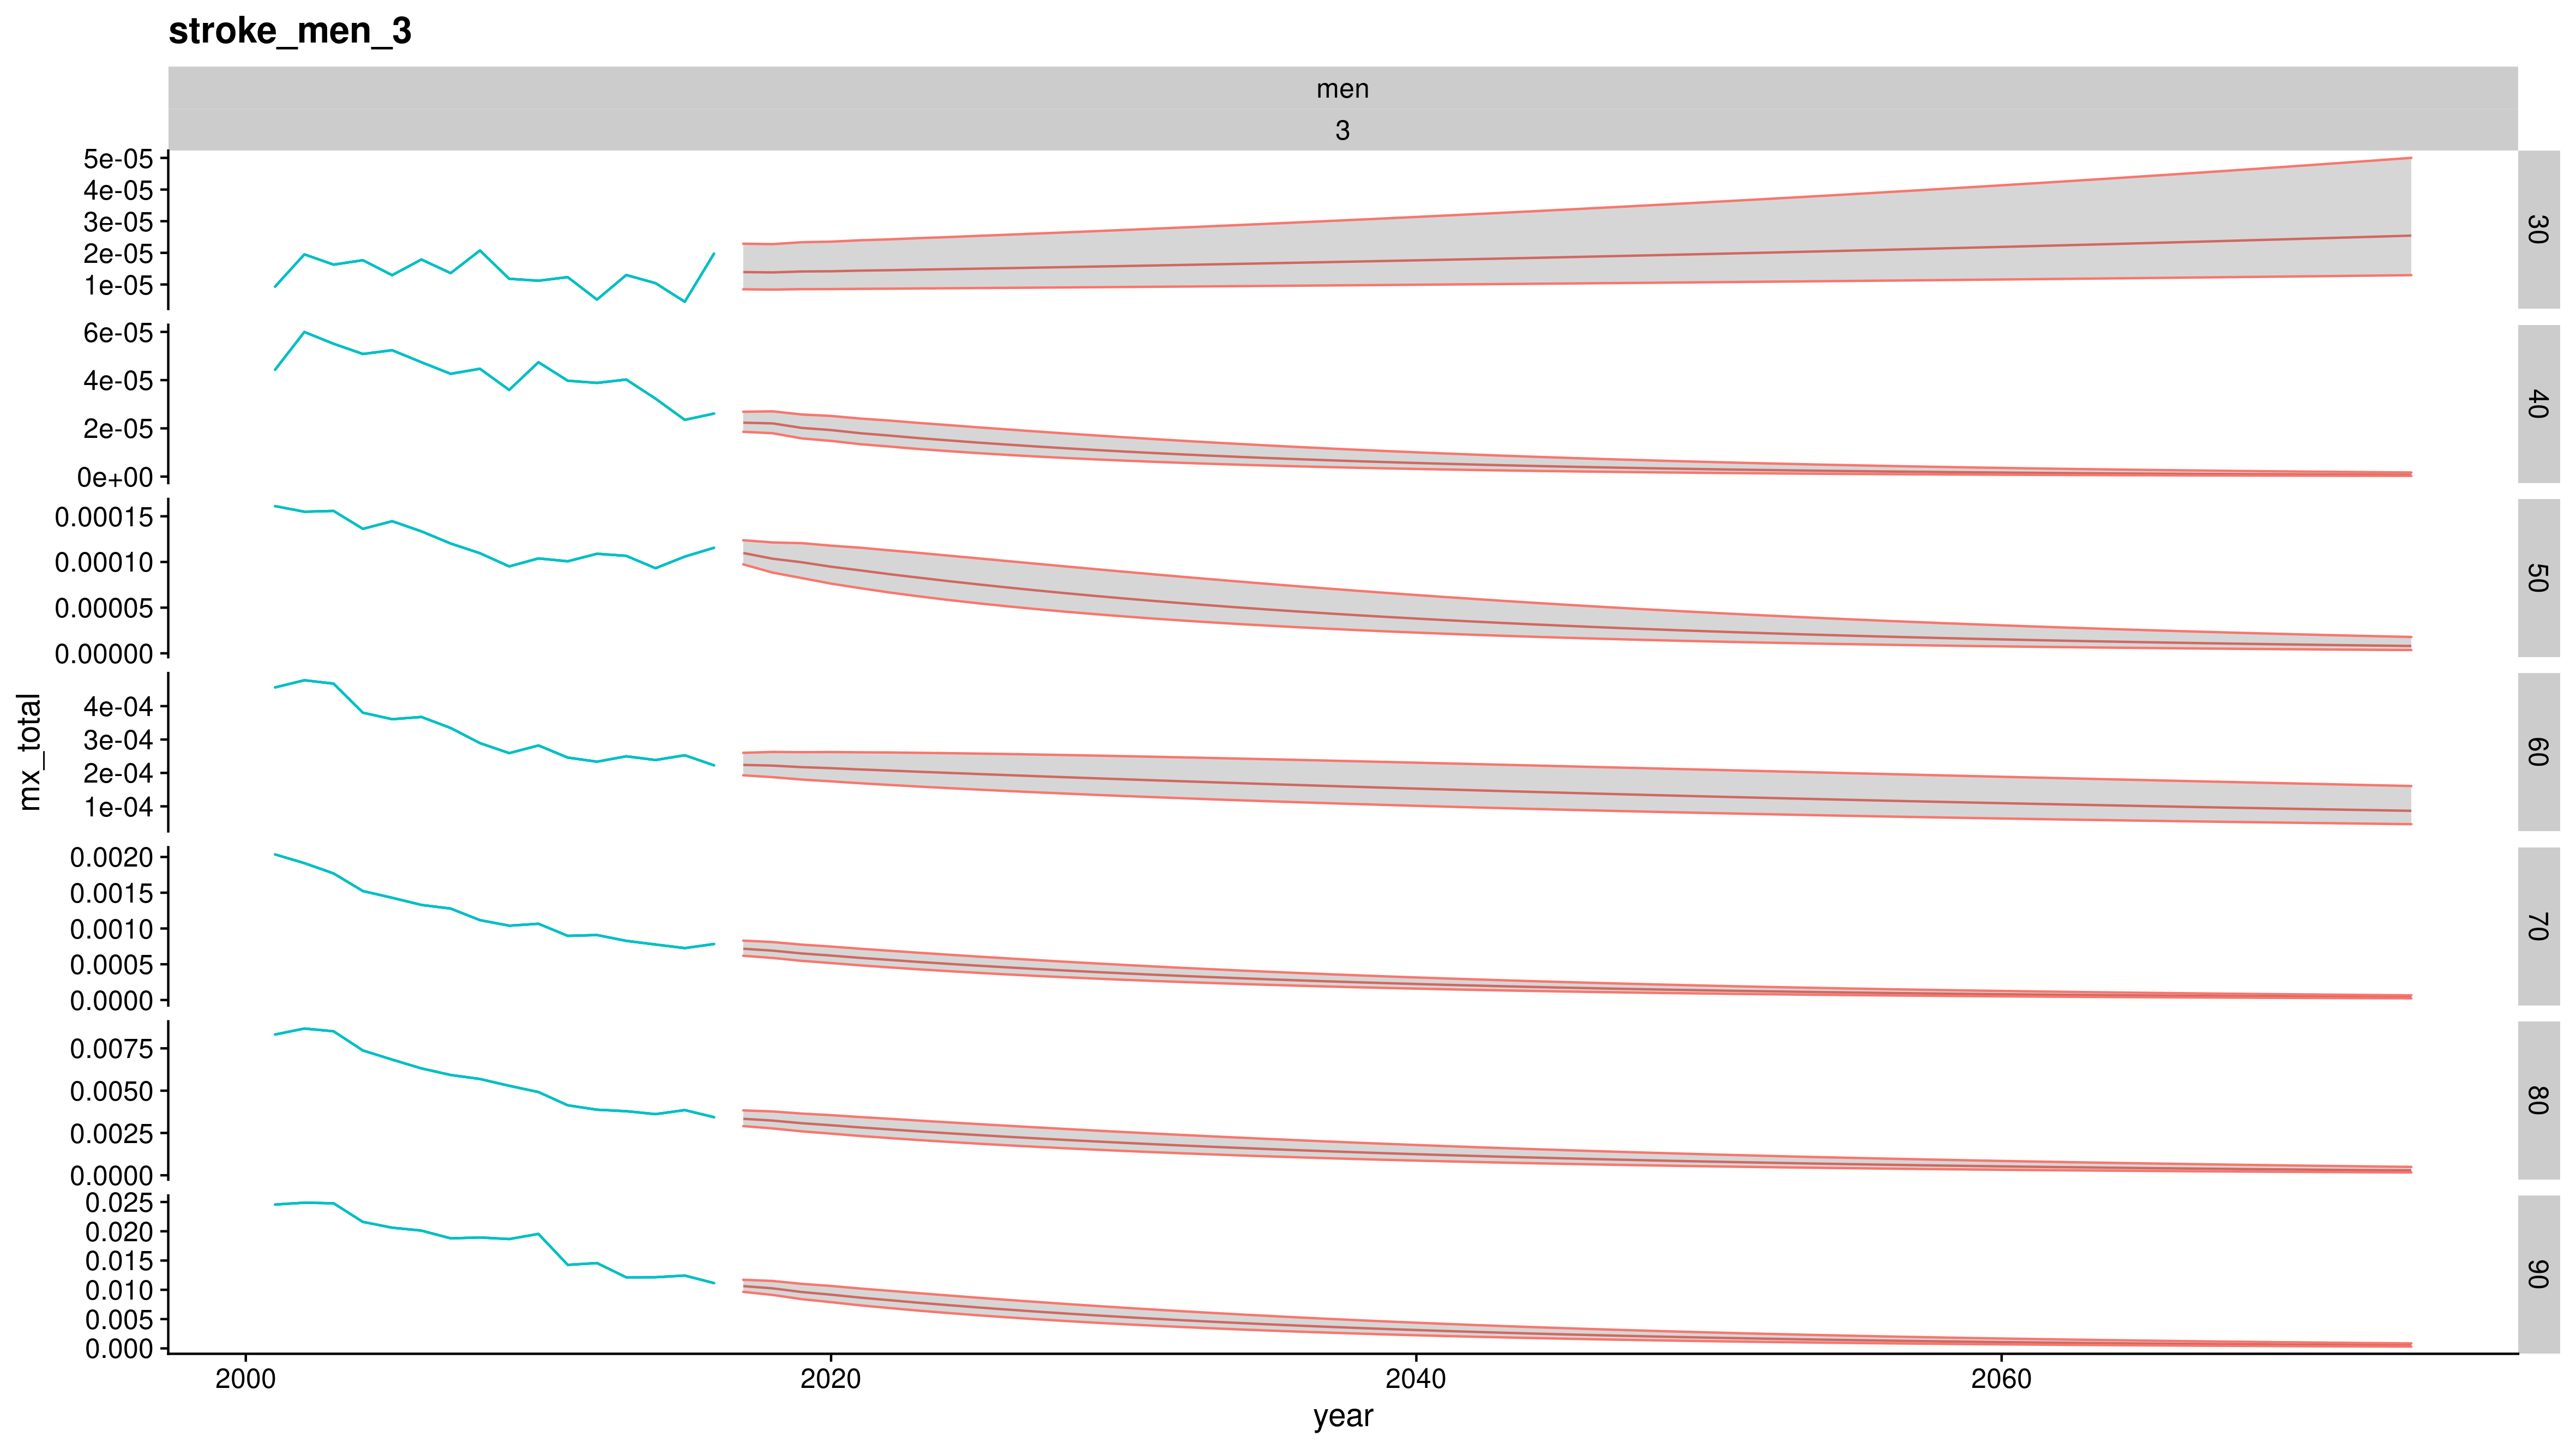 stroke_men_3
men
3
5e-05
4e-05
3e-05
2e-05
1e-05
30
6e-05
4e-05
2e-05
0e+00
40
0.00015
0.00010
0.00005
0.00000
50
mx_total
4e-04
3e-04
2e-04
1e-04
60
0.0020
0.0015
0.0010
0.0005
0.0000
70
0.0075
0.0050
0.0025
0.0000
80
0.025
0.020
0.015
0.010
0.005
0.000
90
2000 2020 2040 2060
year